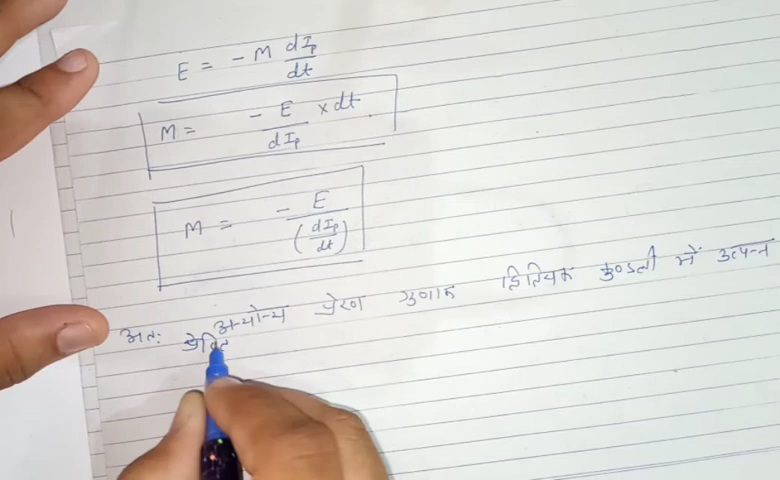 E = - M dIp/dt
M = - E/dIp × dt
M = - E/(dIp/dt)
अतः अन्योन्य प्रेरण गुणांक द्वितियक कुण्डली में उत्पन्न
प्रेरित